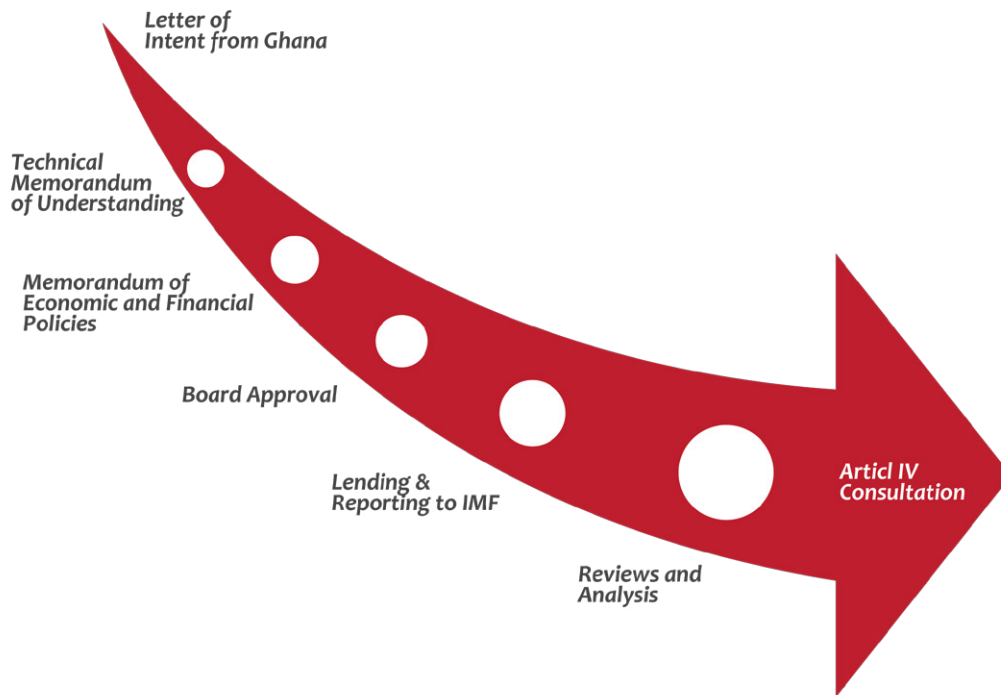 Letter of
Intent from Ghana
Technical
Memorandum
of Understanding
Memorandum of
Economic and Financial
Policies
Board Approval
Lending &
Reporting to IMF
Reviews and
Analysis
Articl IV
Consultation